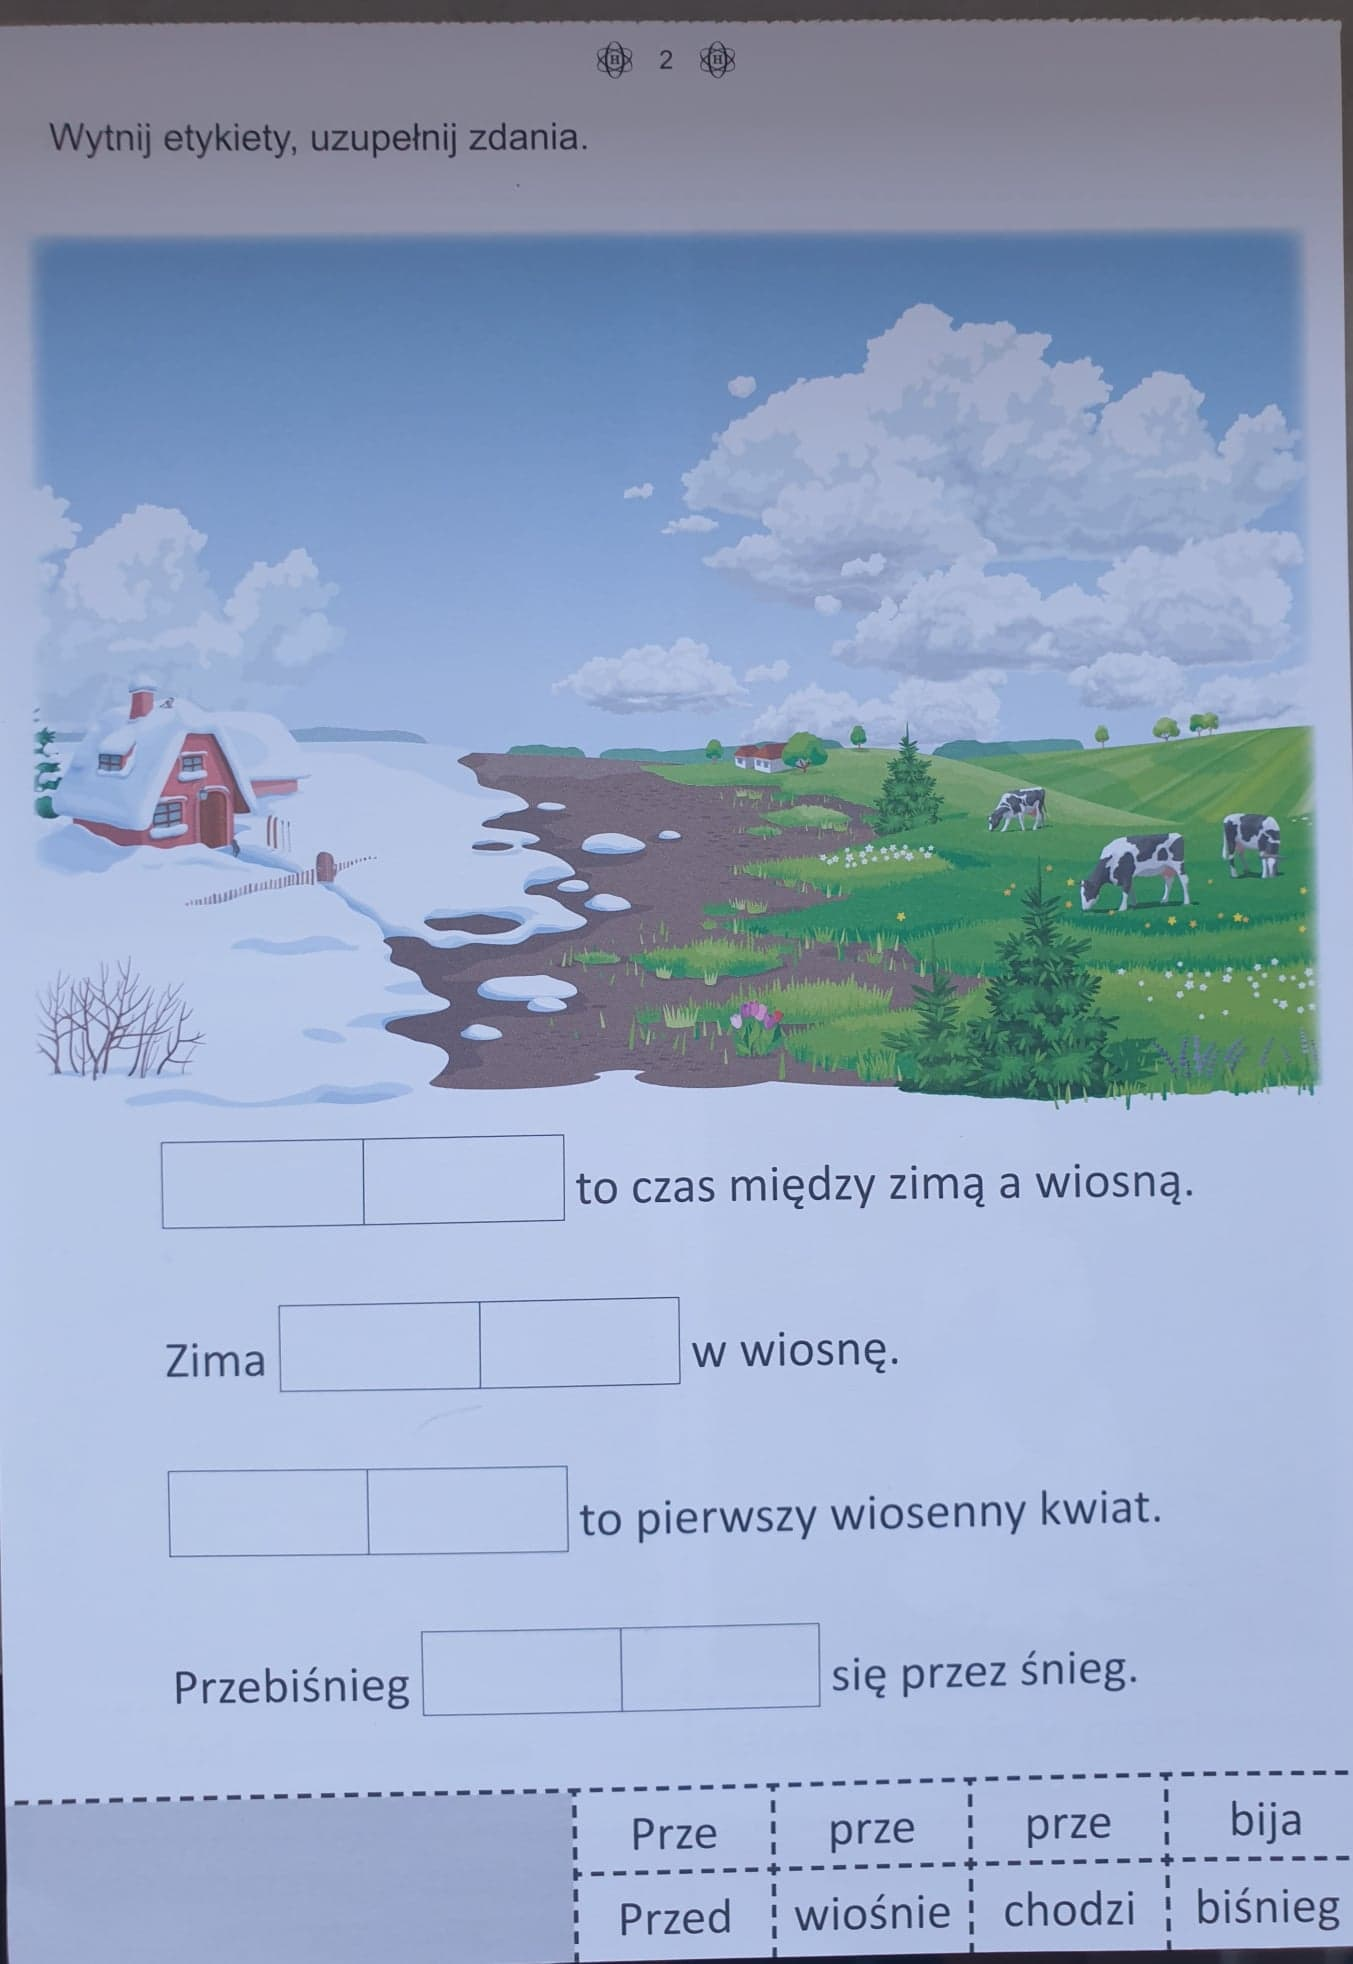 H 2 H
Wytnij etykiety, uzupełnij zdania.
to czas między zimą a wiosną.
Zima w wiosnę.
to pierwszy wiosenny kwiat.
Przebiśnieg się przez śnieg.
Prze prze prze bija
Przed wiośnie chodzi biśnieg